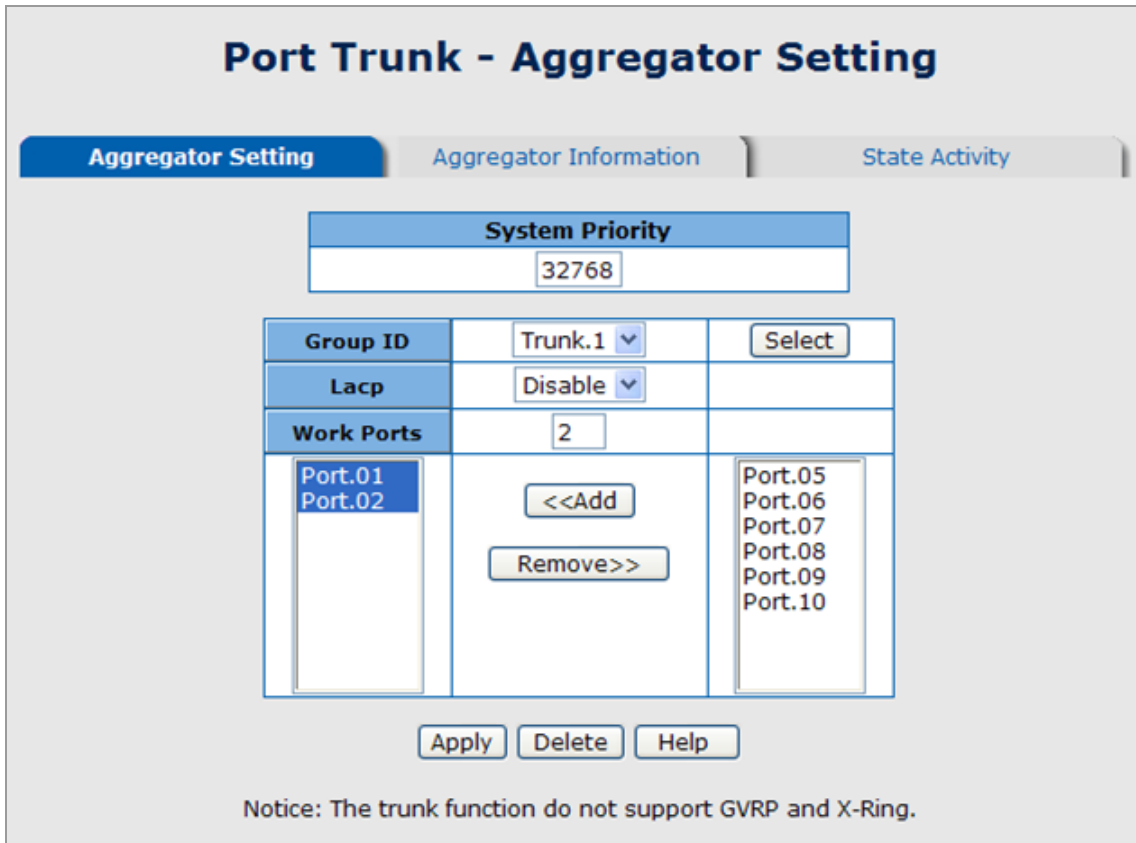 Port Trunk - Aggregator Setting
Aggregator Setting Aggregator Information State Activity
System Priority
32768
Group ID Trunk.1 Select
Lacp Disable
Work Ports 2
Port.01
Port.02
<<Add
Remove>>
Port.05
Port.06
Port.07
Port.08
Port.09
Port.10
Apply Delete Help
Notice: The trunk function do not support GVRP and X-Ring.